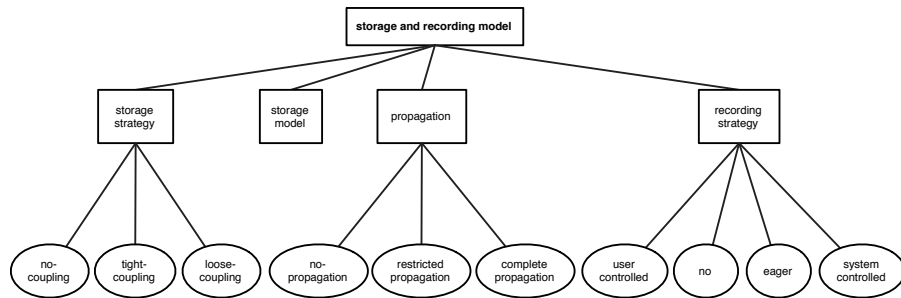 storage and recording model
storage
strategy
storage
model
propagation
recording
strategy
no-
coupling
tight-
coupling
loose-
coupling
no-
propagation
restricted
propagation
complete
propagation
user
controlled
no
eager
system
controlled